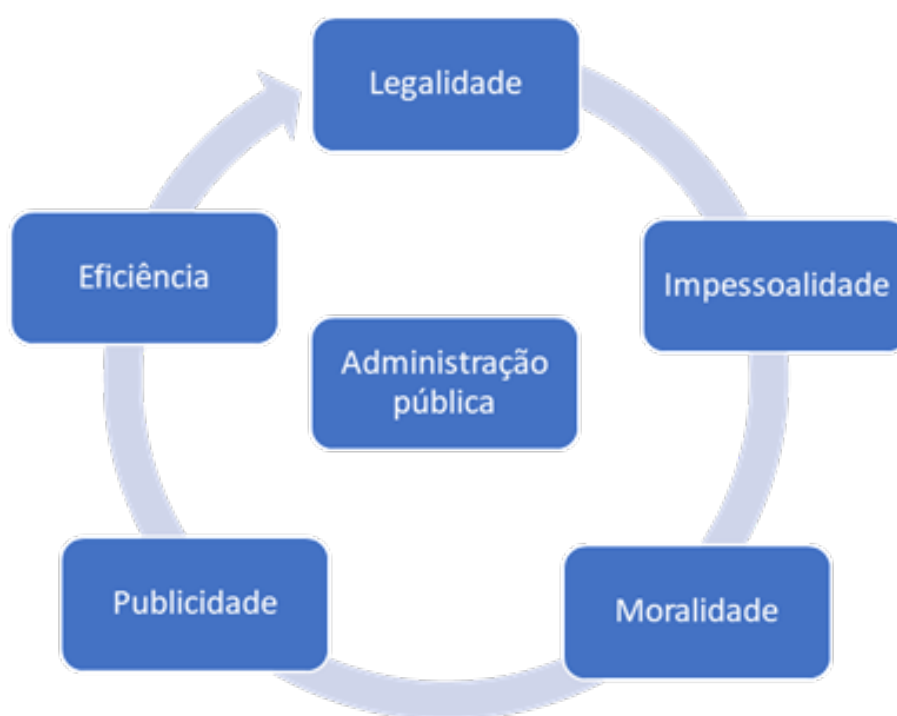 Legalidade
Eficiência
Impessoalidade
Administração
pública
Publicidade
Moralidade